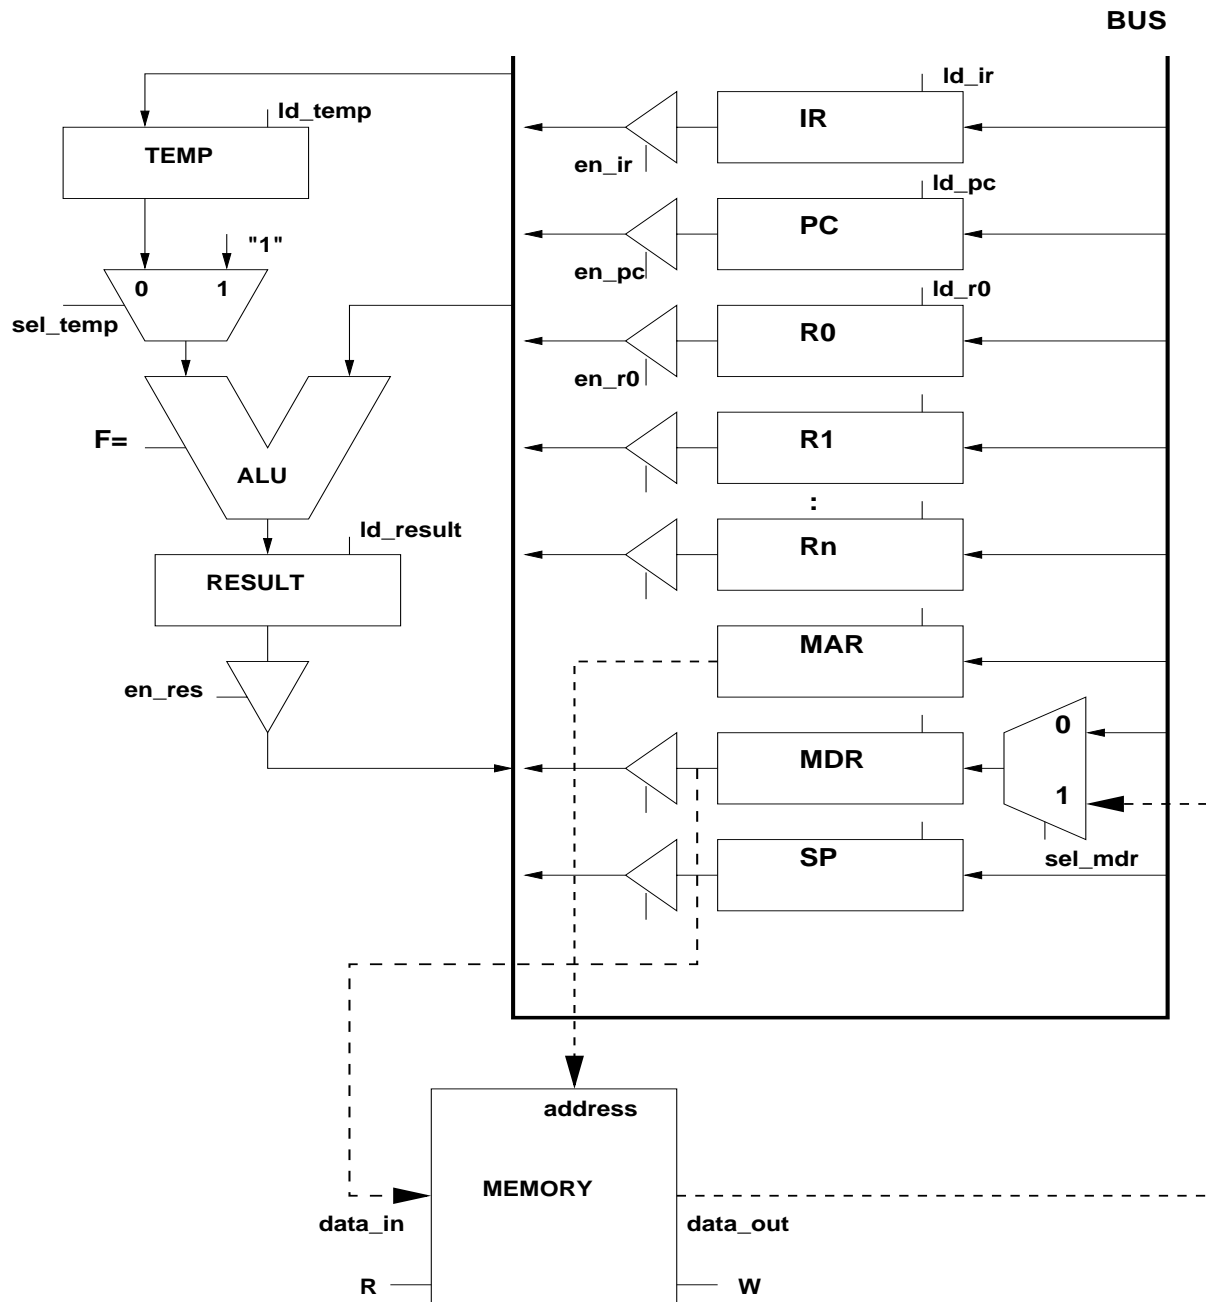 BUS
ld_ir
IR
en_ir
ld_temp
TEMP
ld_pc
PC
en_pc
"1"
0 1
sel_temp
ld_r0
R0
en_r0
F=
ALU
R1
:
Rn
ld_result
RESULT
en_res
MAR
MDR
0
1
sel_mdr
SP
address
MEMORY
data_in
data_out
R
W